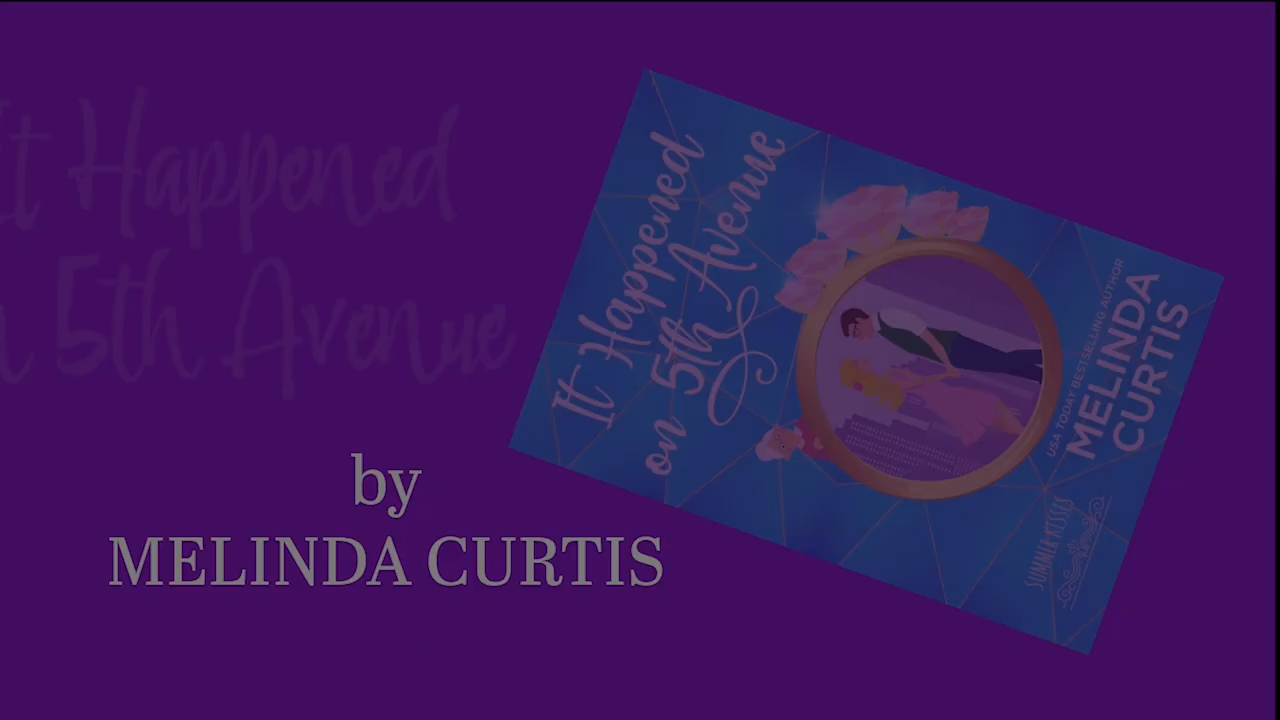 It Happened
5th Avenue
by
MELINDA CURTIS
It Happened
on 5th Avenue
USA TODAY BESTSELLING AUTHOR
MELINDA
CURTIS
SUMMER KISSES